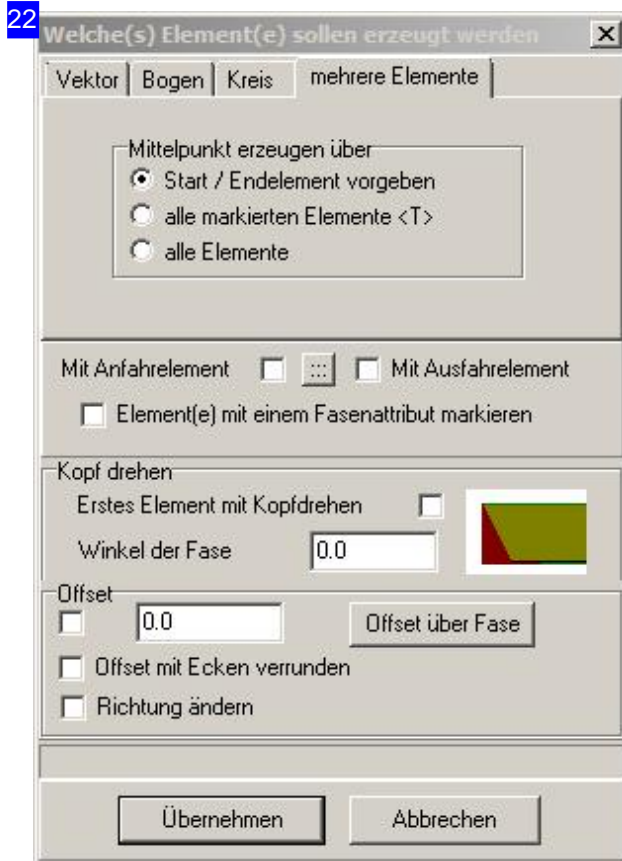 22
Welche(s) Element(e) sollen erzeugt werden
Vektor Bogen Kreis mehrere Elemente
Mittelpunkt erzeugen über
Start / Endelement vorgeben
alle markierten Elemente <T>
alle Elemente
Mit Anfahrelement ::: Mit Ausfahrelement
Element(e) mit einem Fasenattribut markieren
Kopf drehen
Erstes Element mit Kopfdrehen
Winkel der Fase 0.0
Offset
0.0 Offset über Fase
Offset mit Ecken verrunden
Richtung ändern
Übernehmen Abbrechen